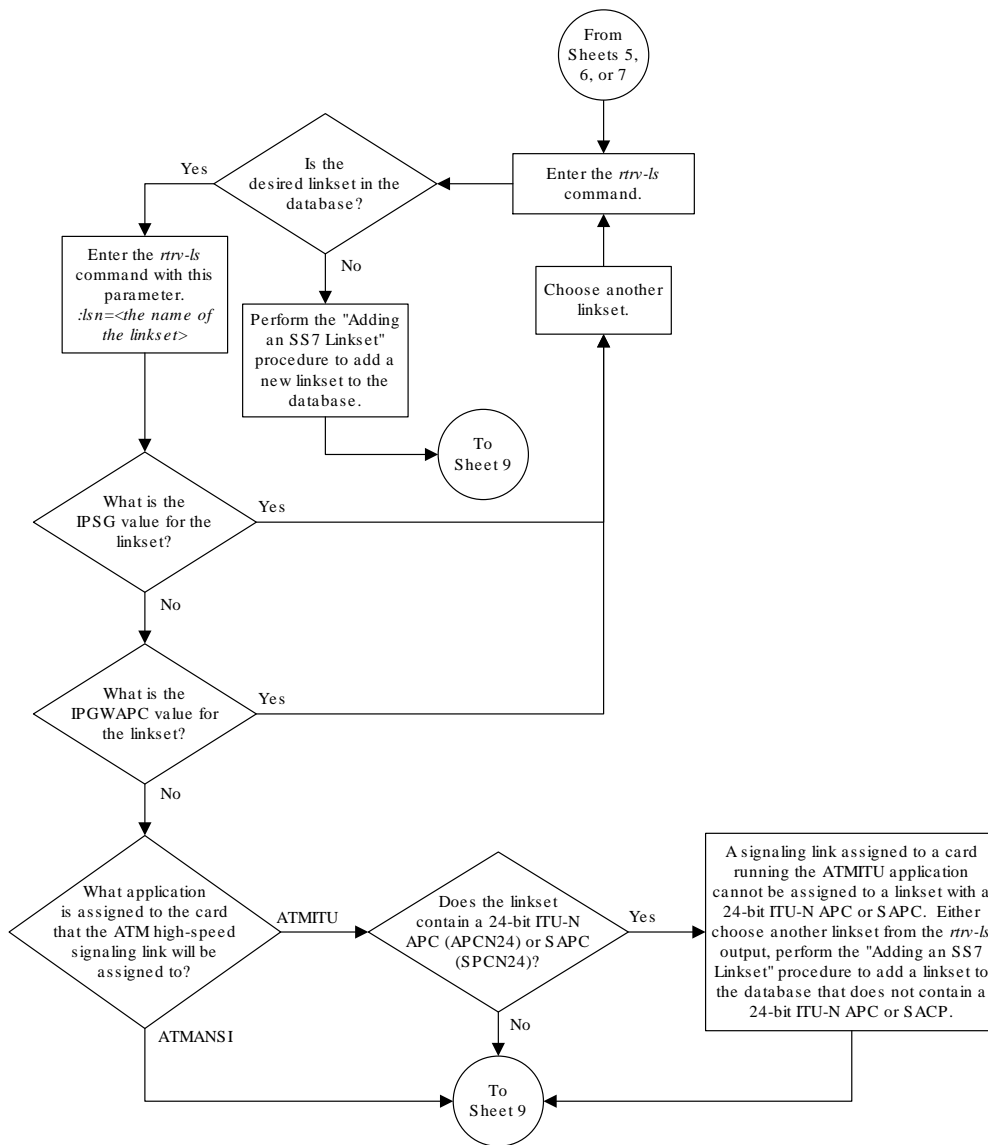 From
Sheets 5,
6, or 7
Enter the rtrv-ls
command.
Is the
desired linkset in the
database?
Yes
No
Enter the rtrv-ls
command with this
parameter.
:lsn=<the name of
the linkset>
Perform the "Adding
an SS7 Linkset"
procedure to add a
new linkset to the
database.
Choose another
linkset.
To
Sheet 9
What is the
IPSG value for the
linkset?
Yes
No
What is the
IPGWAPC value for
the linkset?
Yes
No
What application
is assigned to the card
that the ATM high-speed
signaling link will be
assigned to?
ATMITU
ATMANSI
Does the linkset
contain a 24-bit ITU-N
APC (APCN24) or SAPC
(SPCN24)?
Yes
No
A signaling link assigned to a card
running the ATMITU application
cannot be assigned to a linkset with a
24-bit ITU-N APC or SAPC. Either
choose another linkset from the rtrv-ls
output, perform the "Adding an SS7
Linkset" procedure to add a linkset to
the database that does not contain a
24-bit ITU-N APC or SACP.
To
Sheet 9